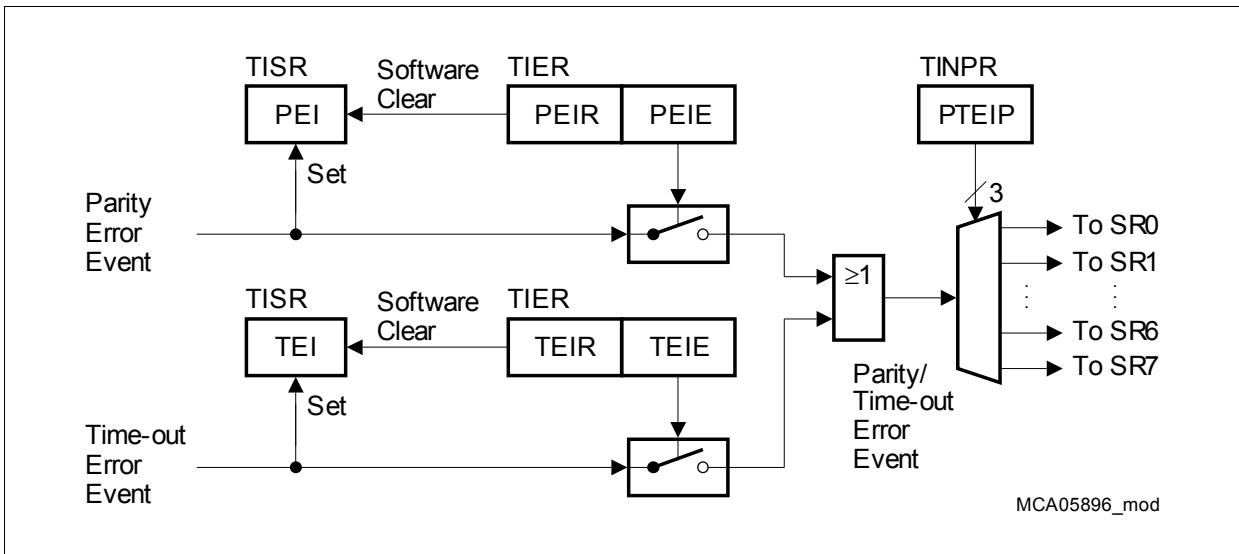 TISR
Software
Clear
TIER
TINPR
PEI
PEIR
PEIE
PTEIP
Set
3
Parity
Error
Event
To SR0
To SR1
To SR6
To SR7
≥1
TISR
Software
Clear
TIER
TEI
TEIR
TEIE
Set
Parity/
Time-out
Error
Event
Time-out
Error
Event
MCA05896_mod